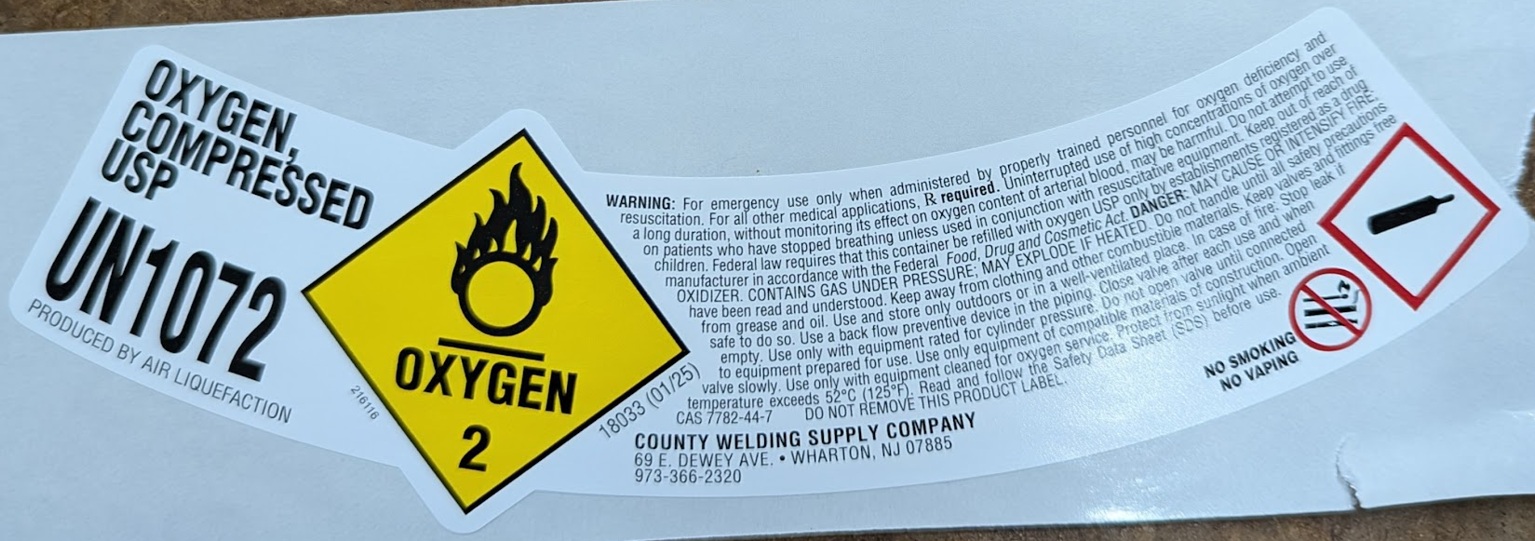 OXYGEN,
COMPRESSED
USP
UN1072
PRODUCED BY AIR LIQUEFACTION
216116
OXYGEN
2
18033 (01/25)
WARNING: For emergency use only when administered by properly trained personnel for oxygen deficiency and
resuscitation. For all other medical applications, ℞ required. Uninterrupted use of high concentrations of oxygen over
a long duration, without monitoring its effect on oxygen content of arterial blood, may be harmful. Do not attempt to use
on patients who have stopped breathing unless used in conjunction with resuscitative equipment. Keep out of reach of
children. Federal law requires that this container be refilled with oxygen USP only by establishments registered as a drug
manufacturer in accordance with the Federal Food, Drug and Cosmetic Act. DANGER: MAY CAUSE OR INTENSIFY FIRE;
OXIDIZER. CONTAINS GAS UNDER PRESSURE; MAY EXPLODE IF HEATED. Do not handle until all safety precautions
have been read and understood. Keep away from clothing and other combustible materials. Keep valves and fittings free
from grease and oil. Use and store only outdoors or in a well-ventilated place. In case of fire: Stop leak if
safe to do so. Use a back flow preventive device in the piping. Close valve after each use and when
empty. Use only with equipment rated for cylinder pressure. Do not open valve until connected
to equipment prepared for use. Use only equipment of compatible materials of construction. Open
valve slowly. Use only with equipment cleaned for oxygen service. Protect from sunlight when ambient
temperature exceeds 52°C (125°F). Read and follow the Safety Data Sheet (SDS) before use.
CAS 7782-44-7 DO NOT REMOVE THIS PRODUCT LABEL.
COUNTY WELDING SUPPLY COMPANY
69 E. DEWEY AVE. • WHARTON, NJ 07885
973-366-2320
NO SMOKING
NO VAPING